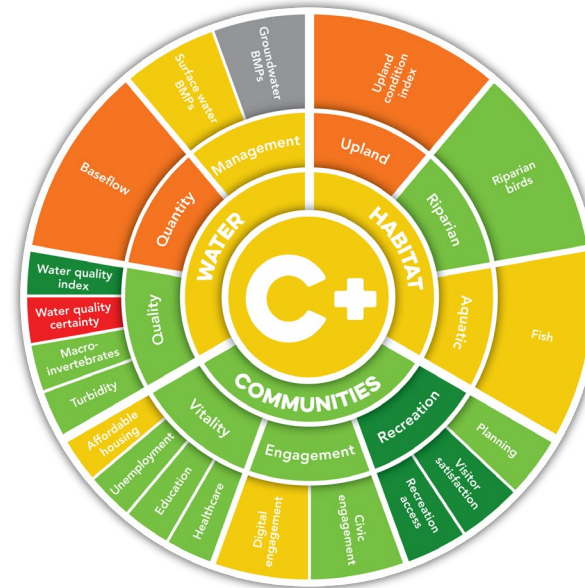 C+
WATER
HABITAT
COMMUNITIES
Management
Quantity
Quality
Upland
Riparian
Aquatic
Recreation
Engagement
Vitality
Groundwater
BMPs
Surface water
BMPs
Baseflow
Water quality
index
Water quality
certainty
Macro-
invertebrates
Turbidity
Upland
condition
index
Riparian
birds
Fish
Planning
Visitor
satisfaction
Recreation
access
Civic
engagement
Digital
engagement
Healthcare
Education
Unemployment
Affordable
housing